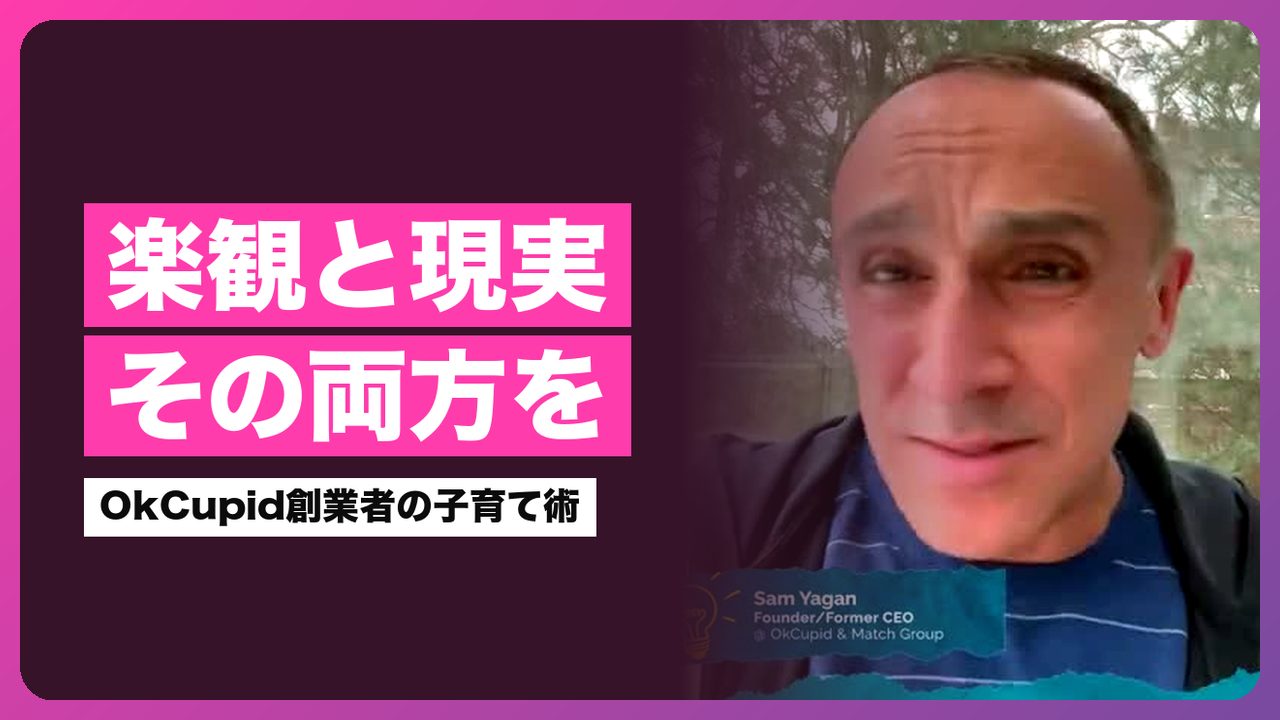 楽観と現実
その両方を
OkCupid創業者の子育て術
Sam Yagan
Founder/Former CEO
@ OkCupid & Match Group